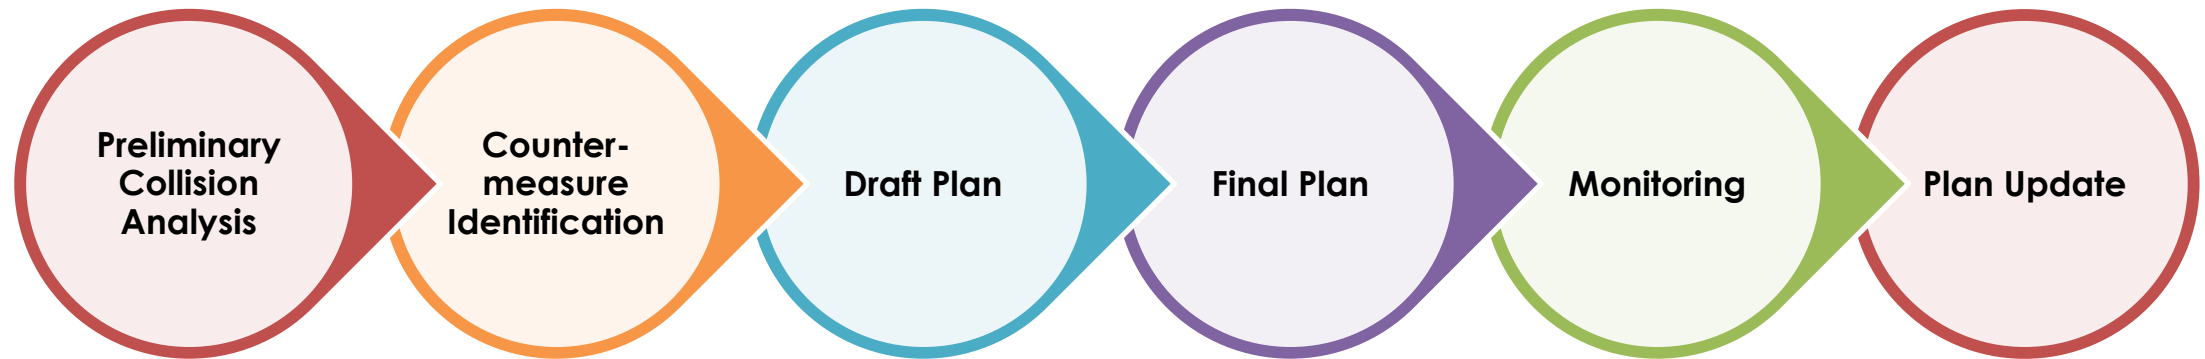 Preliminary
Collision
Analysis
Counter-
measure
Identification
Draft Plan
Final Plan
Monitoring
Plan Update